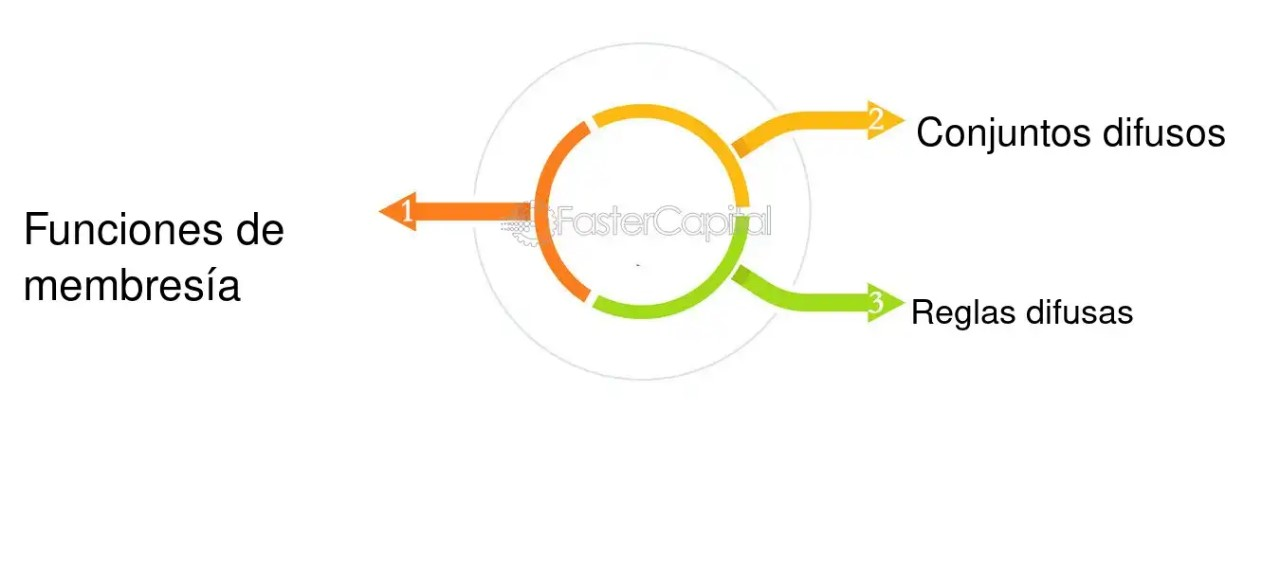 2
Conjuntos difusos
1
FasterCapital
Funciones de
membresía
3
Reglas difusas